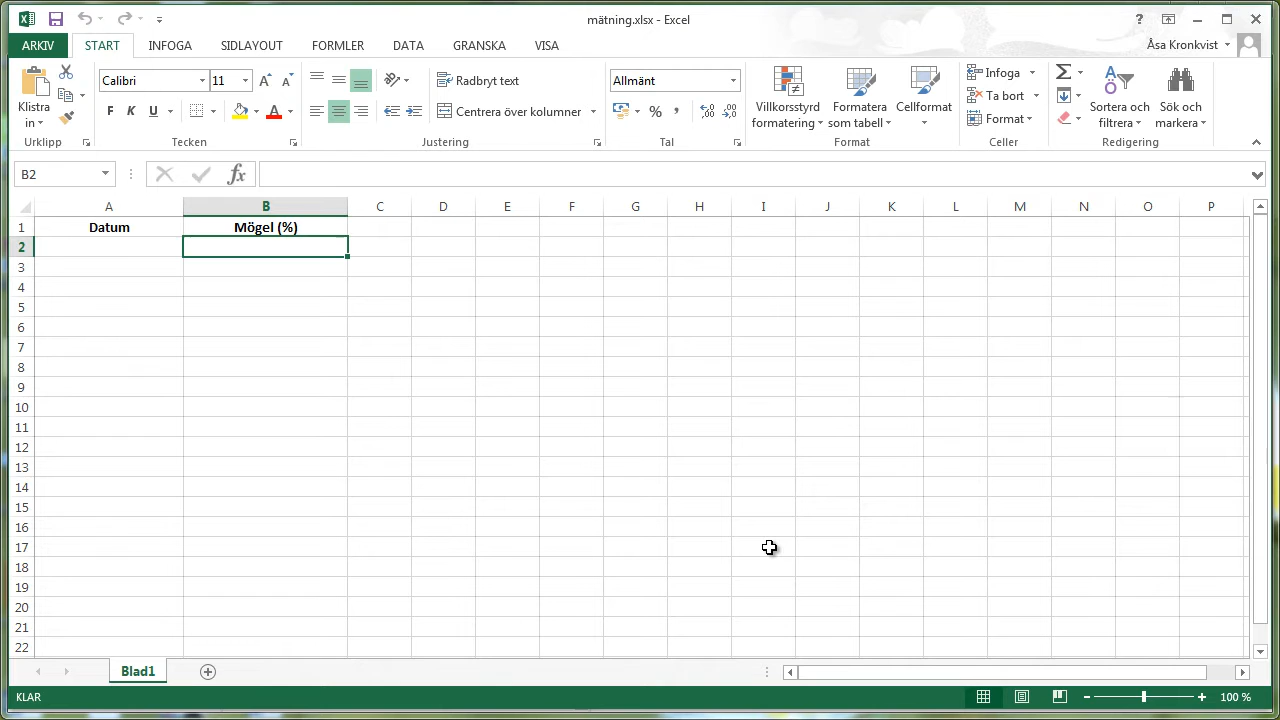 mätning.xlsx - Excel
?
ARKIV START INFOGA SIDLAYOUT FORMLER DATA GRANSKA VISA Åsa Kronkvist
Klistra in
Urklipp
Calibri 11
F K U A
Tecken
Radbryt text
Centrera över kolumner
Justering
Allmänt
%
Tal
Villkorsstyrd formatering
Formatera som tabell
Cellformat
Format
Infoga
Ta bort
Format
Celler
Sortera och filtrera
Sök och markera
Redigering
B2 fx
A B C D E F G H I J K L M N O P
1 Datum Mögel (%)
2
3
4
5
6
7
8
9
10
11
12
13
14
15
16
17
18
19
20
21
22
Blad1
KLAR 100 %